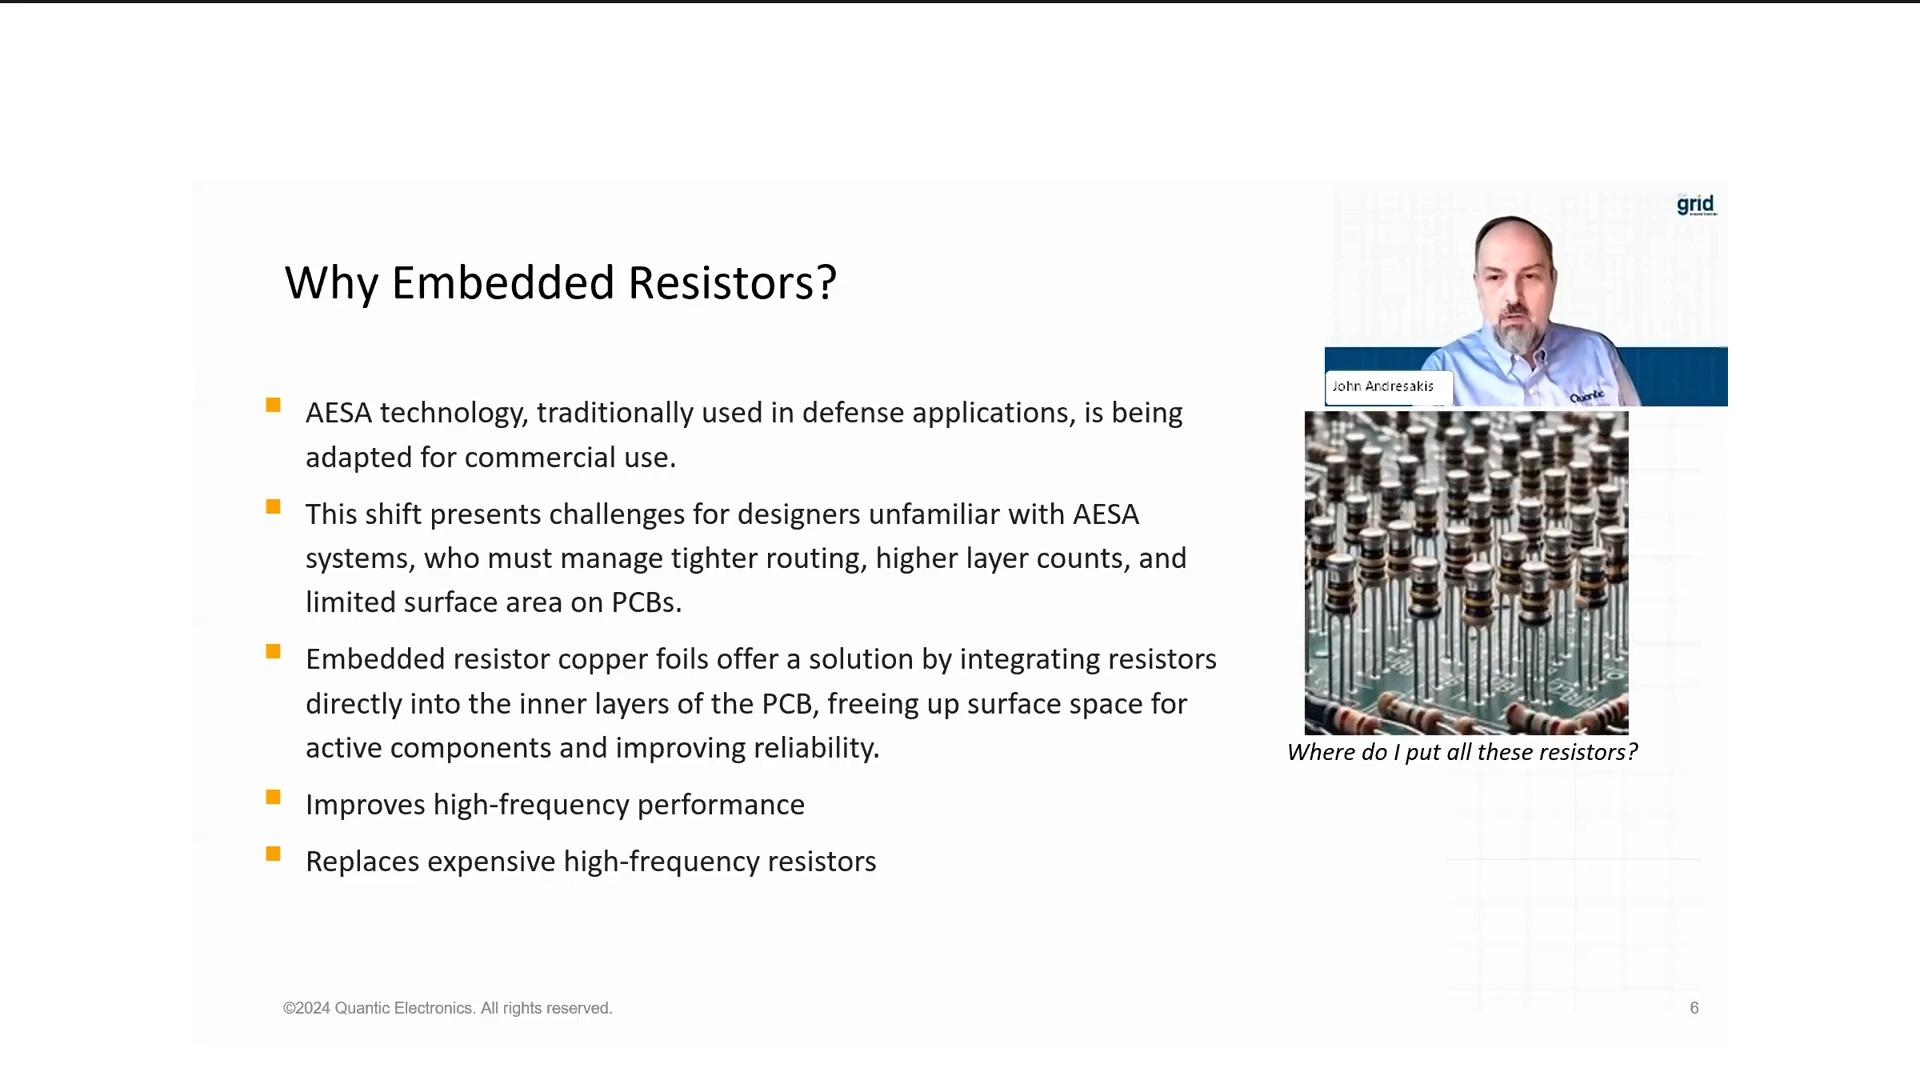 grid
Why Embedded Resistors?
John Andresakis
Quantic
AESA technology, traditionally used in defense applications, is being
adapted for commercial use.
This shift presents challenges for designers unfamiliar with AESA
systems, who must manage tighter routing, higher layer counts, and
limited surface area on PCBs.
Embedded resistor copper foils offer a solution by integrating resistors
directly into the inner layers of the PCB, freeing up surface space for
active components and improving reliability.
Improves high-frequency performance
Replaces expensive high-frequency resistors
Where do I put all these resistors?
©2024 Quantic Electronics. All rights reserved.
6